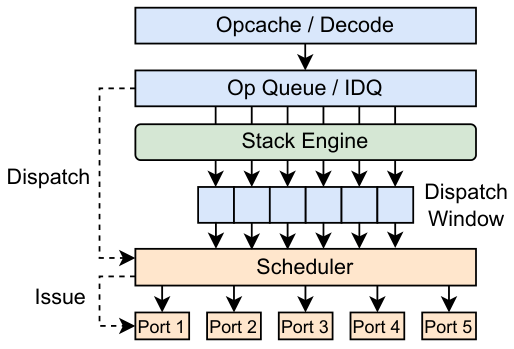 Opcache / Decode
Op Queue / IDQ
Stack Engine
Dispatch
Dispatch
Window
Scheduler
Issue
Port 1
Port 2
Port 3
Port 4
Port 5